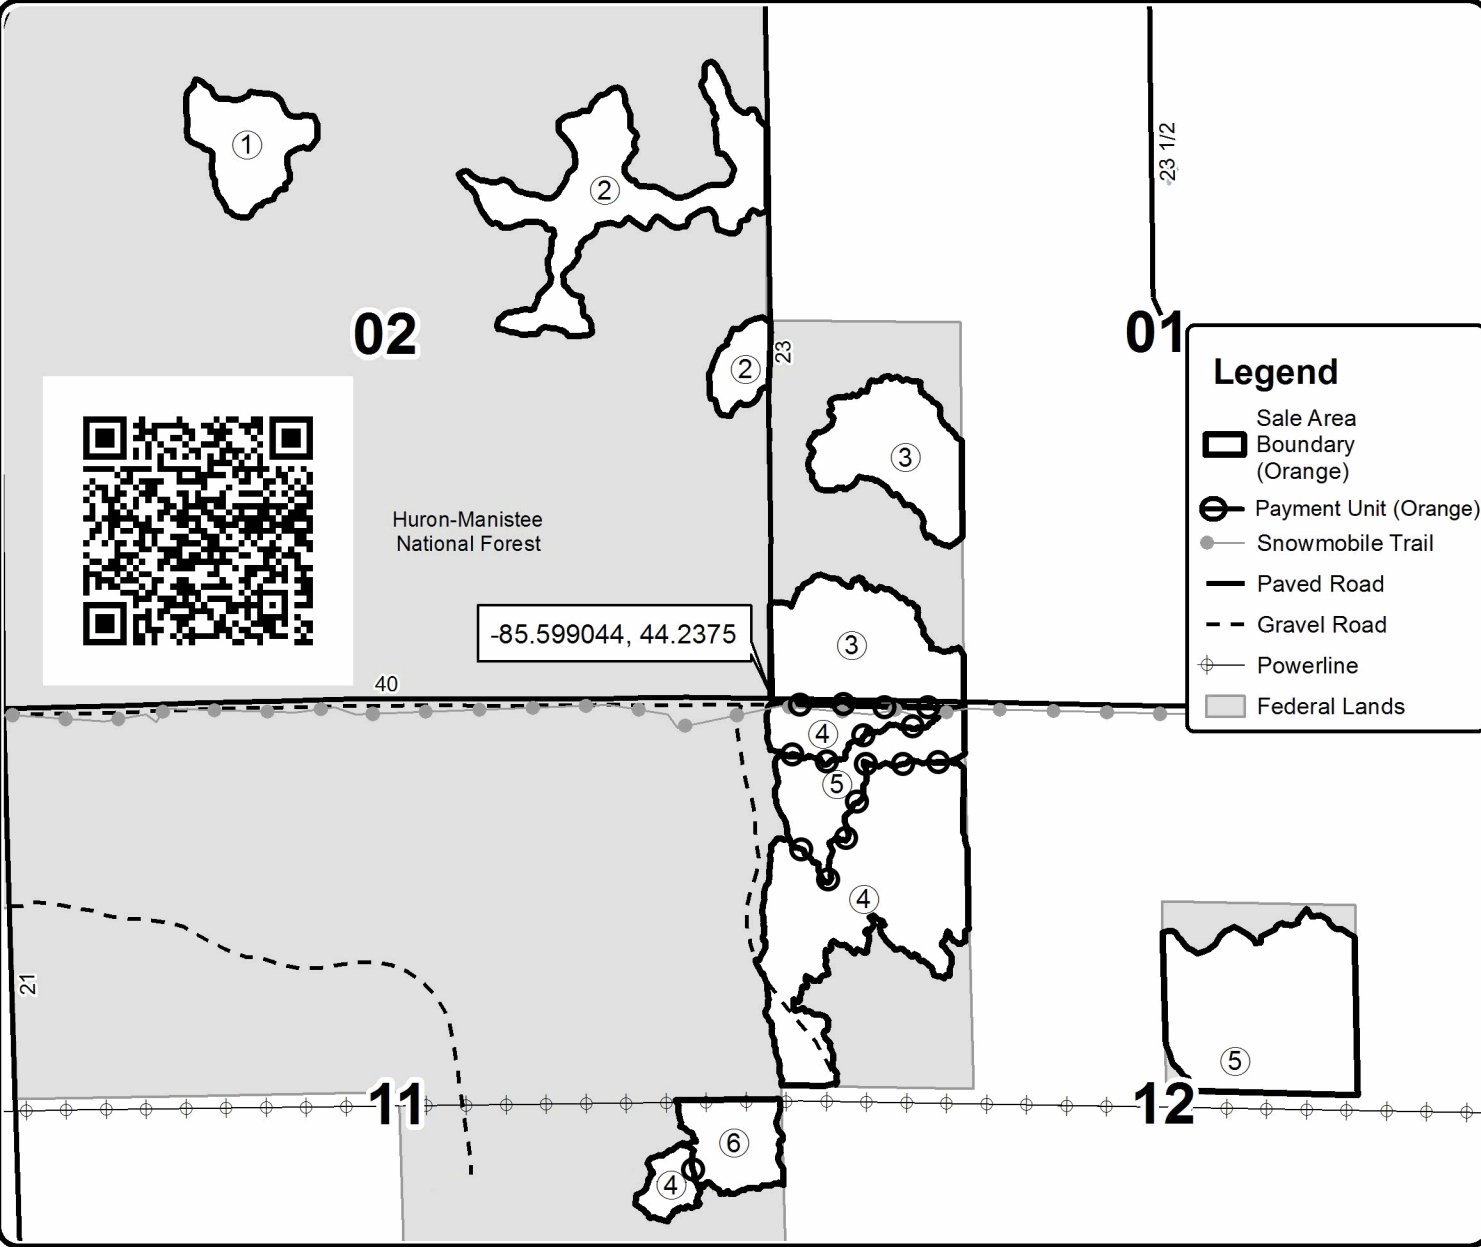 1
2
23 1/2
02
01
2
23
3
Legend
Sale Area
Boundary
(Orange)
Payment Unit (Orange)
Snowmobile Trail
Paved Road
Gravel Road
Powerline
Federal Lands
Huron-Manistee
National Forest
-85.599044, 44.2375
3
40
4
5
4
21
5
11
12
6
4